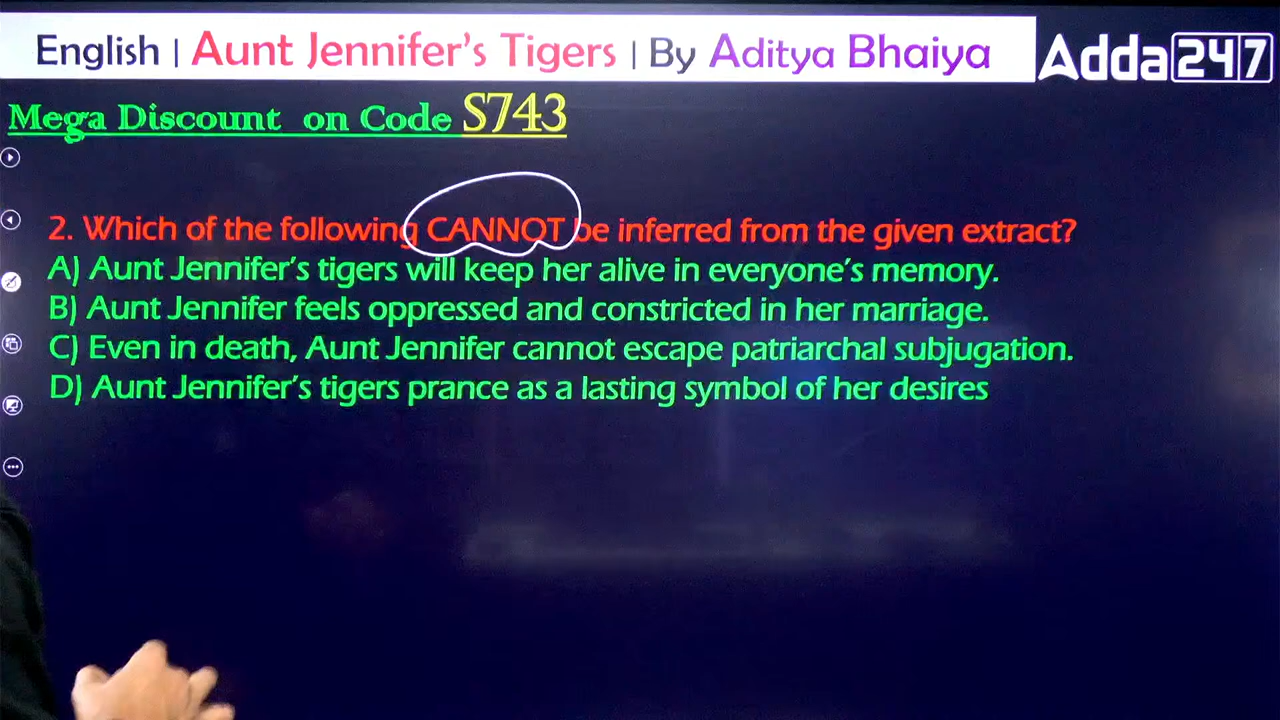 English | Aunt Jennifer's Tigers | By Aditya Bhaiya
Adda247
Mega Discount on Code S743
2. Which of the following CANNOT be inferred from the given extract?
A) Aunt Jennifer's tigers will keep her alive in everyone's memory.
B) Aunt Jennifer feels oppressed and constricted in her marriage.
C) Even in death, Aunt Jennifer cannot escape patriarchal subjugation.
D) Aunt Jennifer's tigers prance as a lasting symbol of her desires